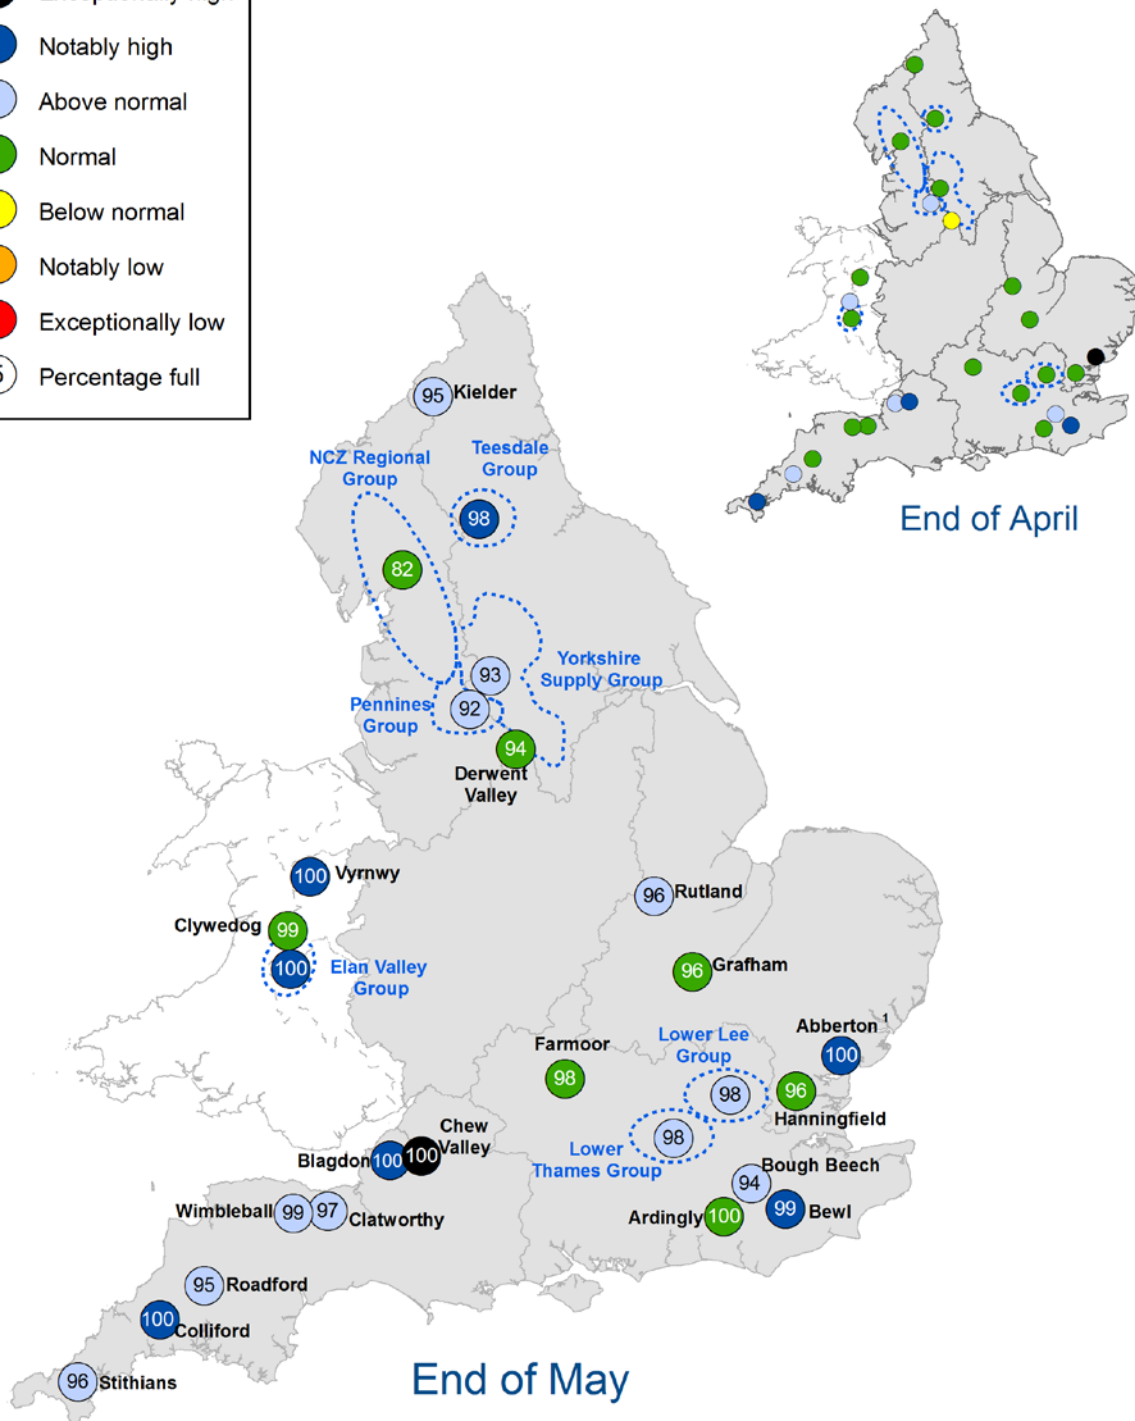 Notably high
Above normal
Normal
Below normal
Notably low
Exceptionally low
Percentage full
End of April
95 Kielder
NCZ Regional
Group
Teesdale
Group
98
82
93
Yorkshire
Supply Group
Pennines
Group
92
94
Derwent
Valley
100 Vyrnwy
Clywedog 99
100
Elan Valley
Group
96 Rutland
96 Grafham
Abberton 1
100
Farmoor
98
Lower Lee
Group
98
96
Hanningfield
98
Lower
Thames Group
Chew
Valley
Blagdon 100 100
Bough Beech
94
99 Bewl
Ardingly 100
Wimbleball 99 97
Clatworthy
95 Roadford
100
Colliford
96 Stithians
End of May